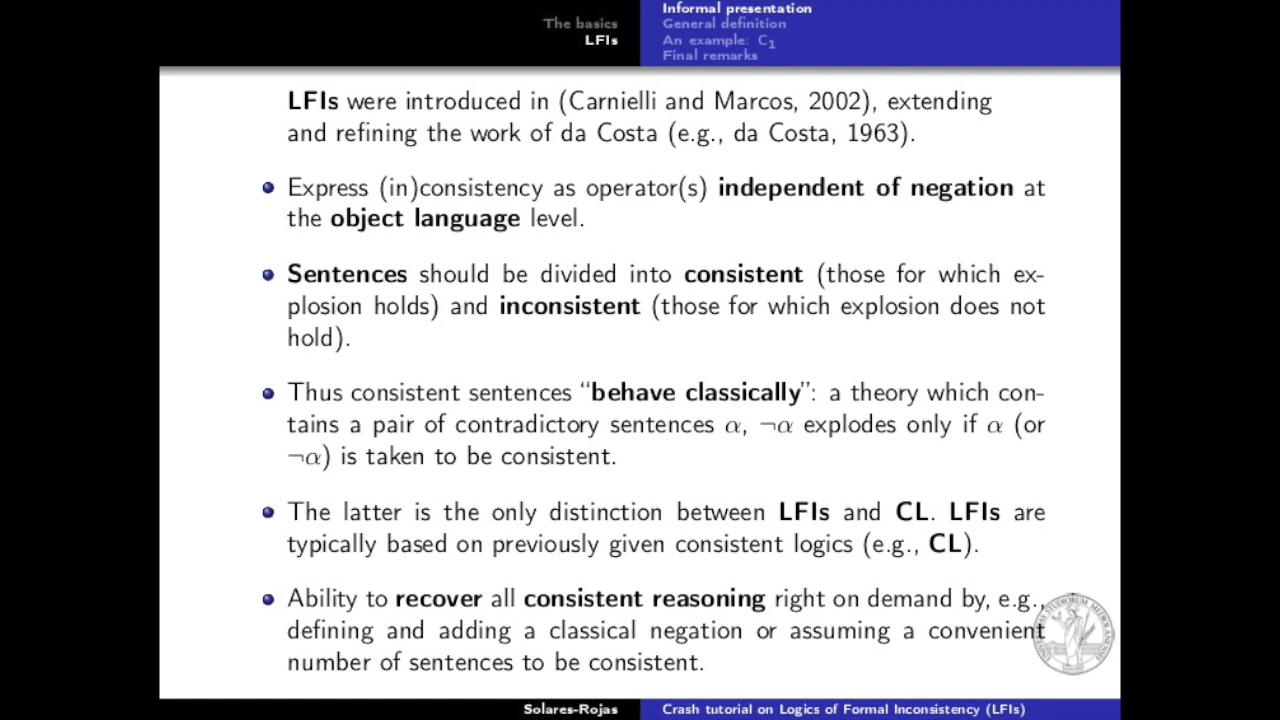 The basics
LFIs
Informal presentation
General definition
An example: C₁
Final remarks
LFIs were introduced in (Carnielli and Marcos, 2002), extending
and refining the work of da Costa (e.g., da Costa, 1963).
Express (in)consistency as operator(s) independent of negation at
the object language level.
Sentences should be divided into consistent (those for which ex-
plosion holds) and inconsistent (those for which explosion does not
hold).
Thus consistent sentences “behave classically”: a theory which con-
tains a pair of contradictory sentences α, ¬α explodes only if α (or
¬α) is taken to be consistent.
The latter is the only distinction between LFIs and CL. LFIs are
typically based on previously given consistent logics (e.g., CL).
Ability to recover all consistent reasoning right on demand by, e.g.,
defining and adding a classical negation or assuming a convenient
number of sentences to be consistent.
Solares-Rojas
Crash tutorial on Logics of Formal Inconsistency (LFIs)